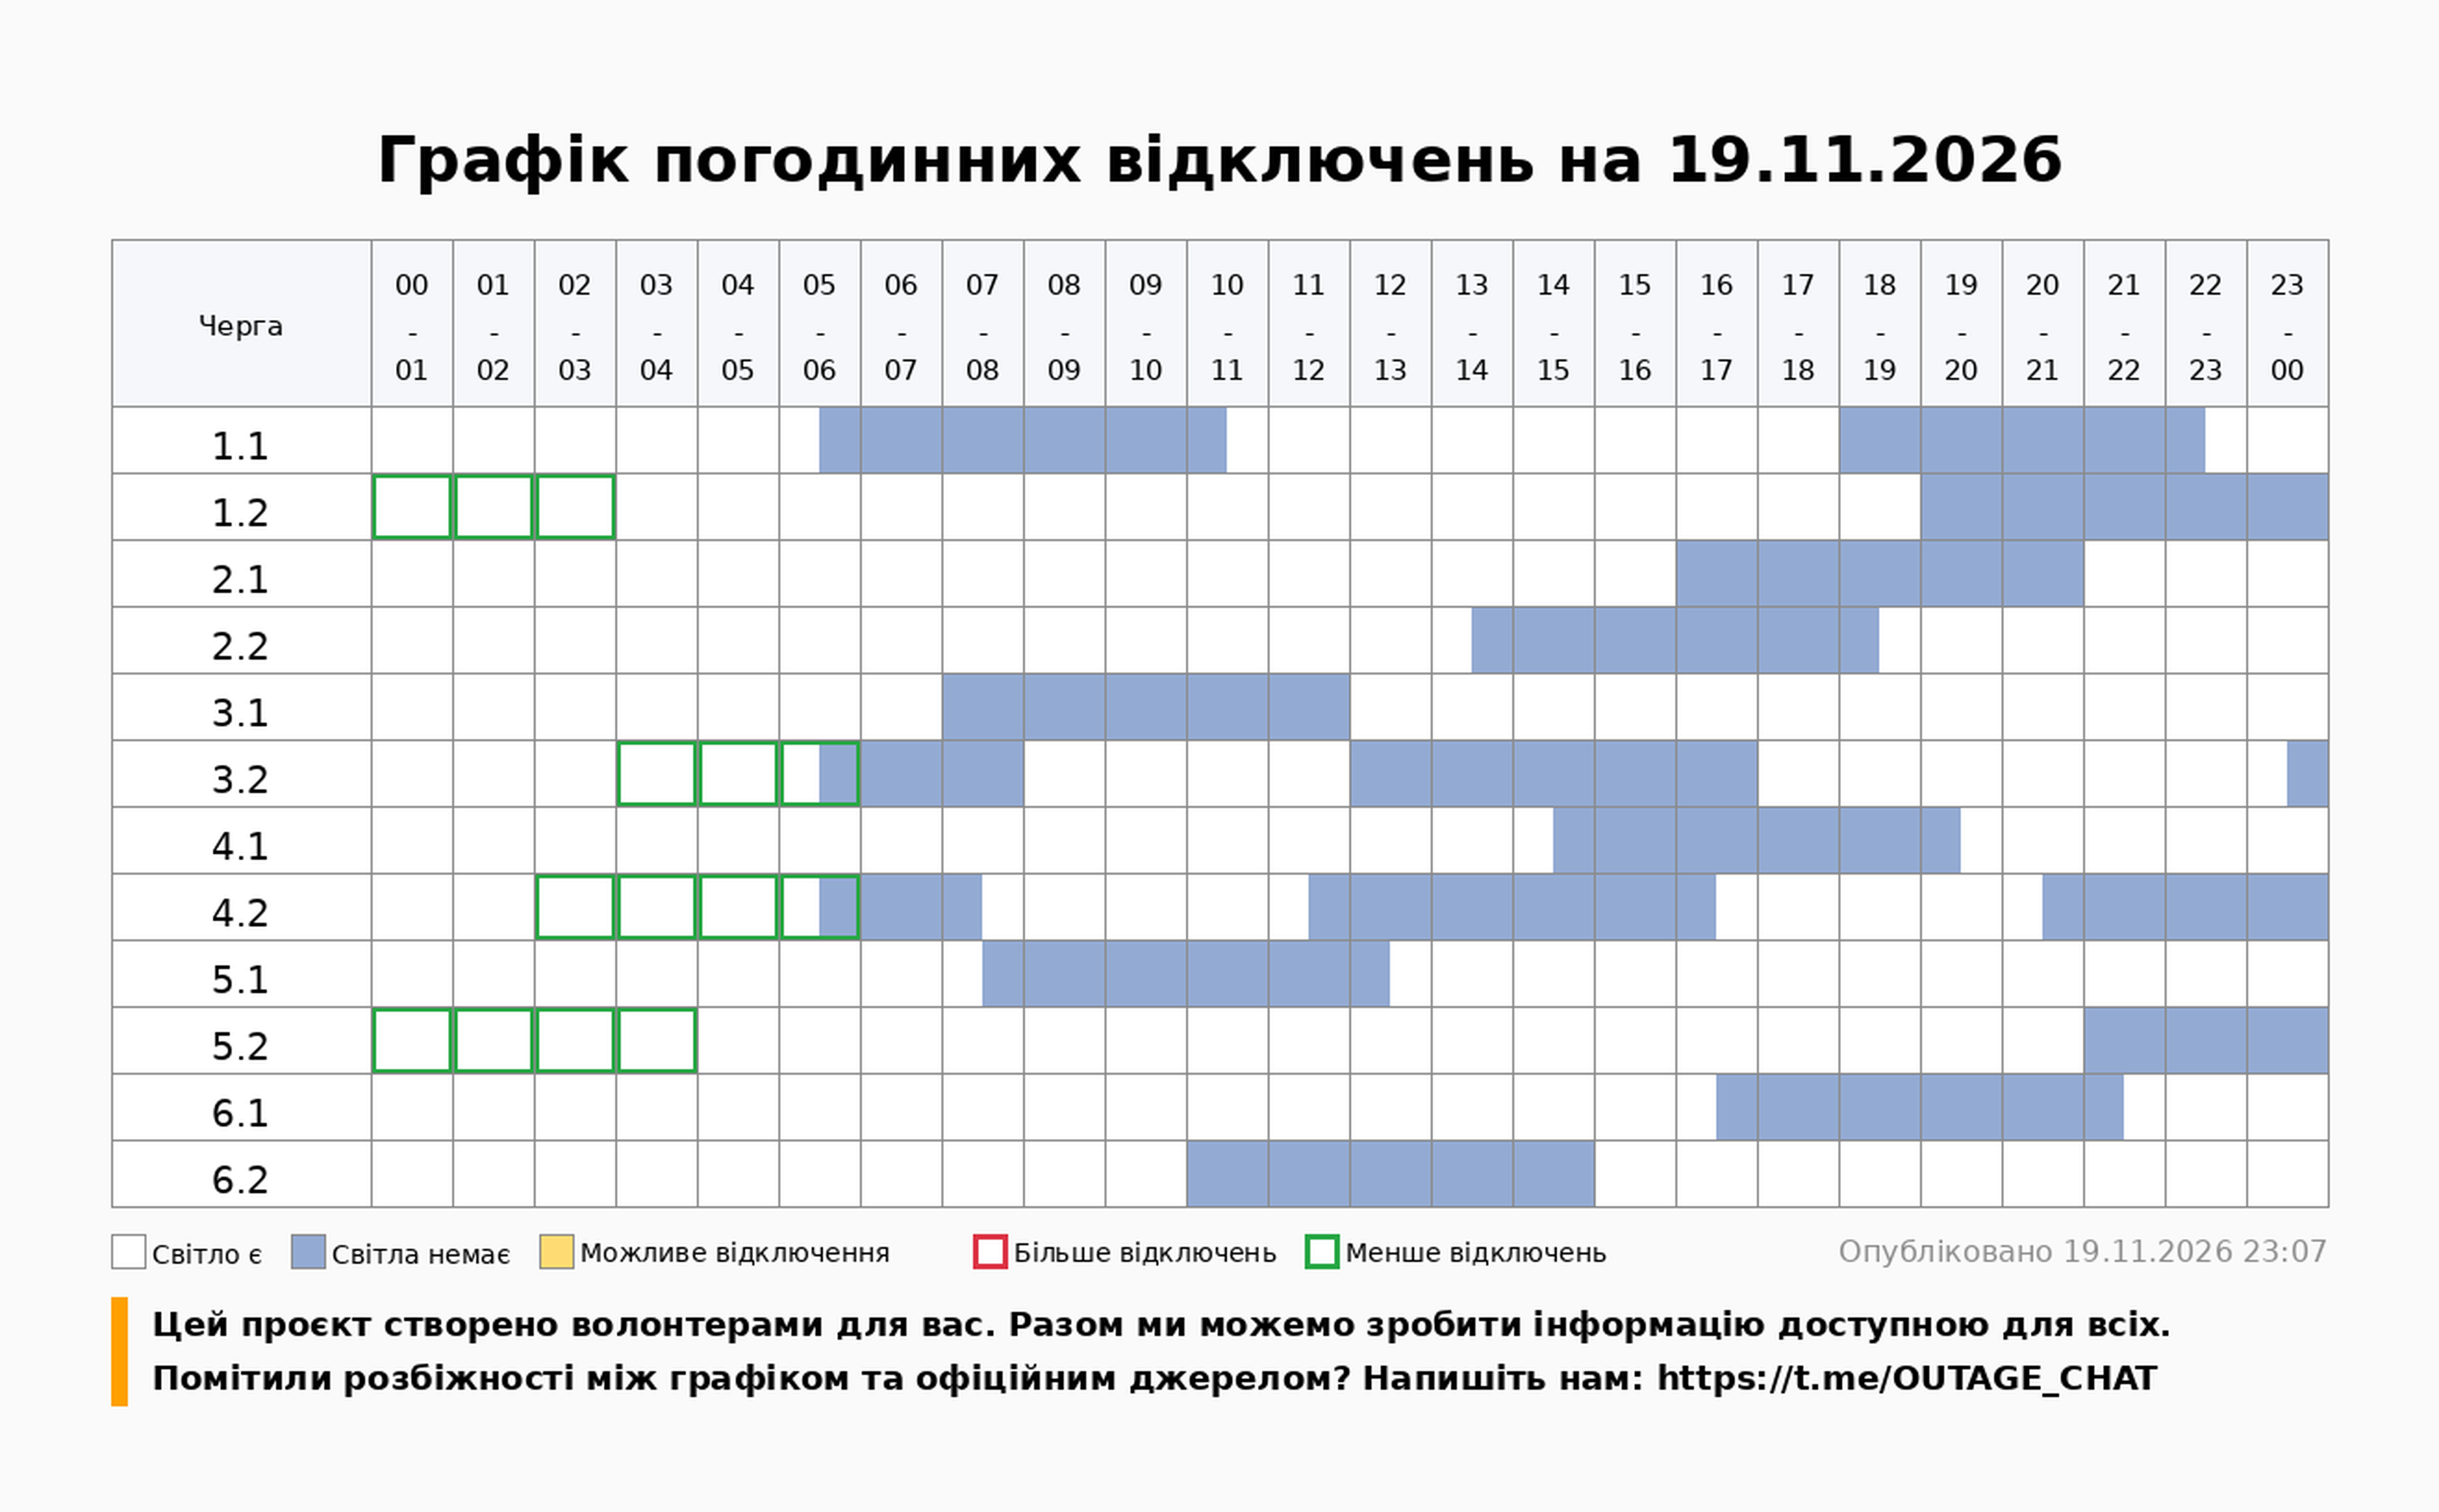 Графік погодинних відключень на 19.11.2026
Черга 00 - 01 01 - 02 02 - 03 03 - 04 04 - 05 05 - 06 06 - 07 07 - 08 08 - 09 09 - 10 10 - 11 11 - 12 12 - 13 13 - 14 14 - 15 15 - 16 16 - 17 17 - 18 18 - 19 19 - 20 20 - 21 21 - 22 22 - 23 23 - 00
1.1
1.2
2.1
2.2
3.1
3.2
4.1
4.2
5.1
5.2
6.1
6.2
Світло є Світла немає Можливе відключення Більше відключень Менше відключень Опубліковано 19.11.2026 23:07
Цей проєкт створено волонтерами для вас. Разом ми можемо зробити інформацію доступною для всіх.
Помітили розбіжності між графіком та офіційним джерелом? Напишіть нам: https://t.me/OUTAGE_CHAT